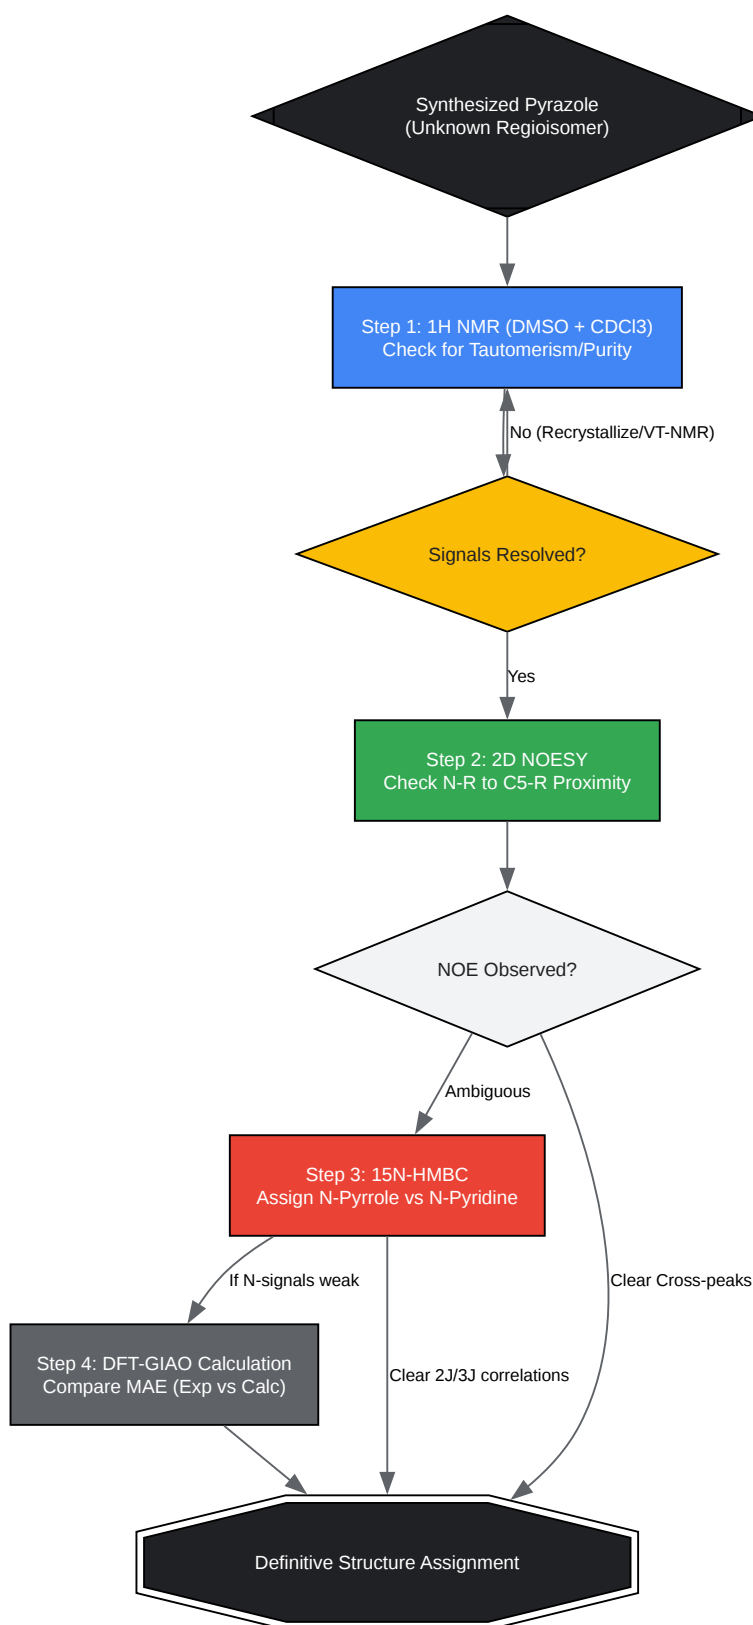 Synthesized Pyrazole
(Unknown Regioisomer)
Step 1: 1H NMR (DMSO + CDCl3)
Check for Tautomerism/Purity
No (Recrystallize/VT-NMR)
Signals Resolved?
Yes
Step 2: 2D NOESY
Check N-R to C5-R Proximity
NOE Observed?
Ambiguous
Step 3: 15N-HMBC
Assign N-Pyrrole vs N-Pyridine
If N-signals weak
Clear Cross-peaks
Step 4: DFT-GIAO Calculation
Compare MAE (Exp vs Calc)
Clear 2J/3J correlations
Definitive Structure Assignment